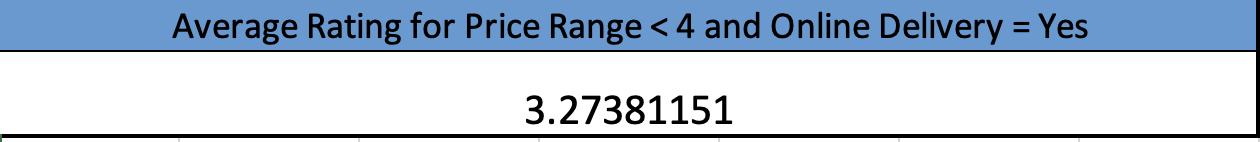 Average Rating for Price Range < 4 and Online Delivery = Yes
3.27381151